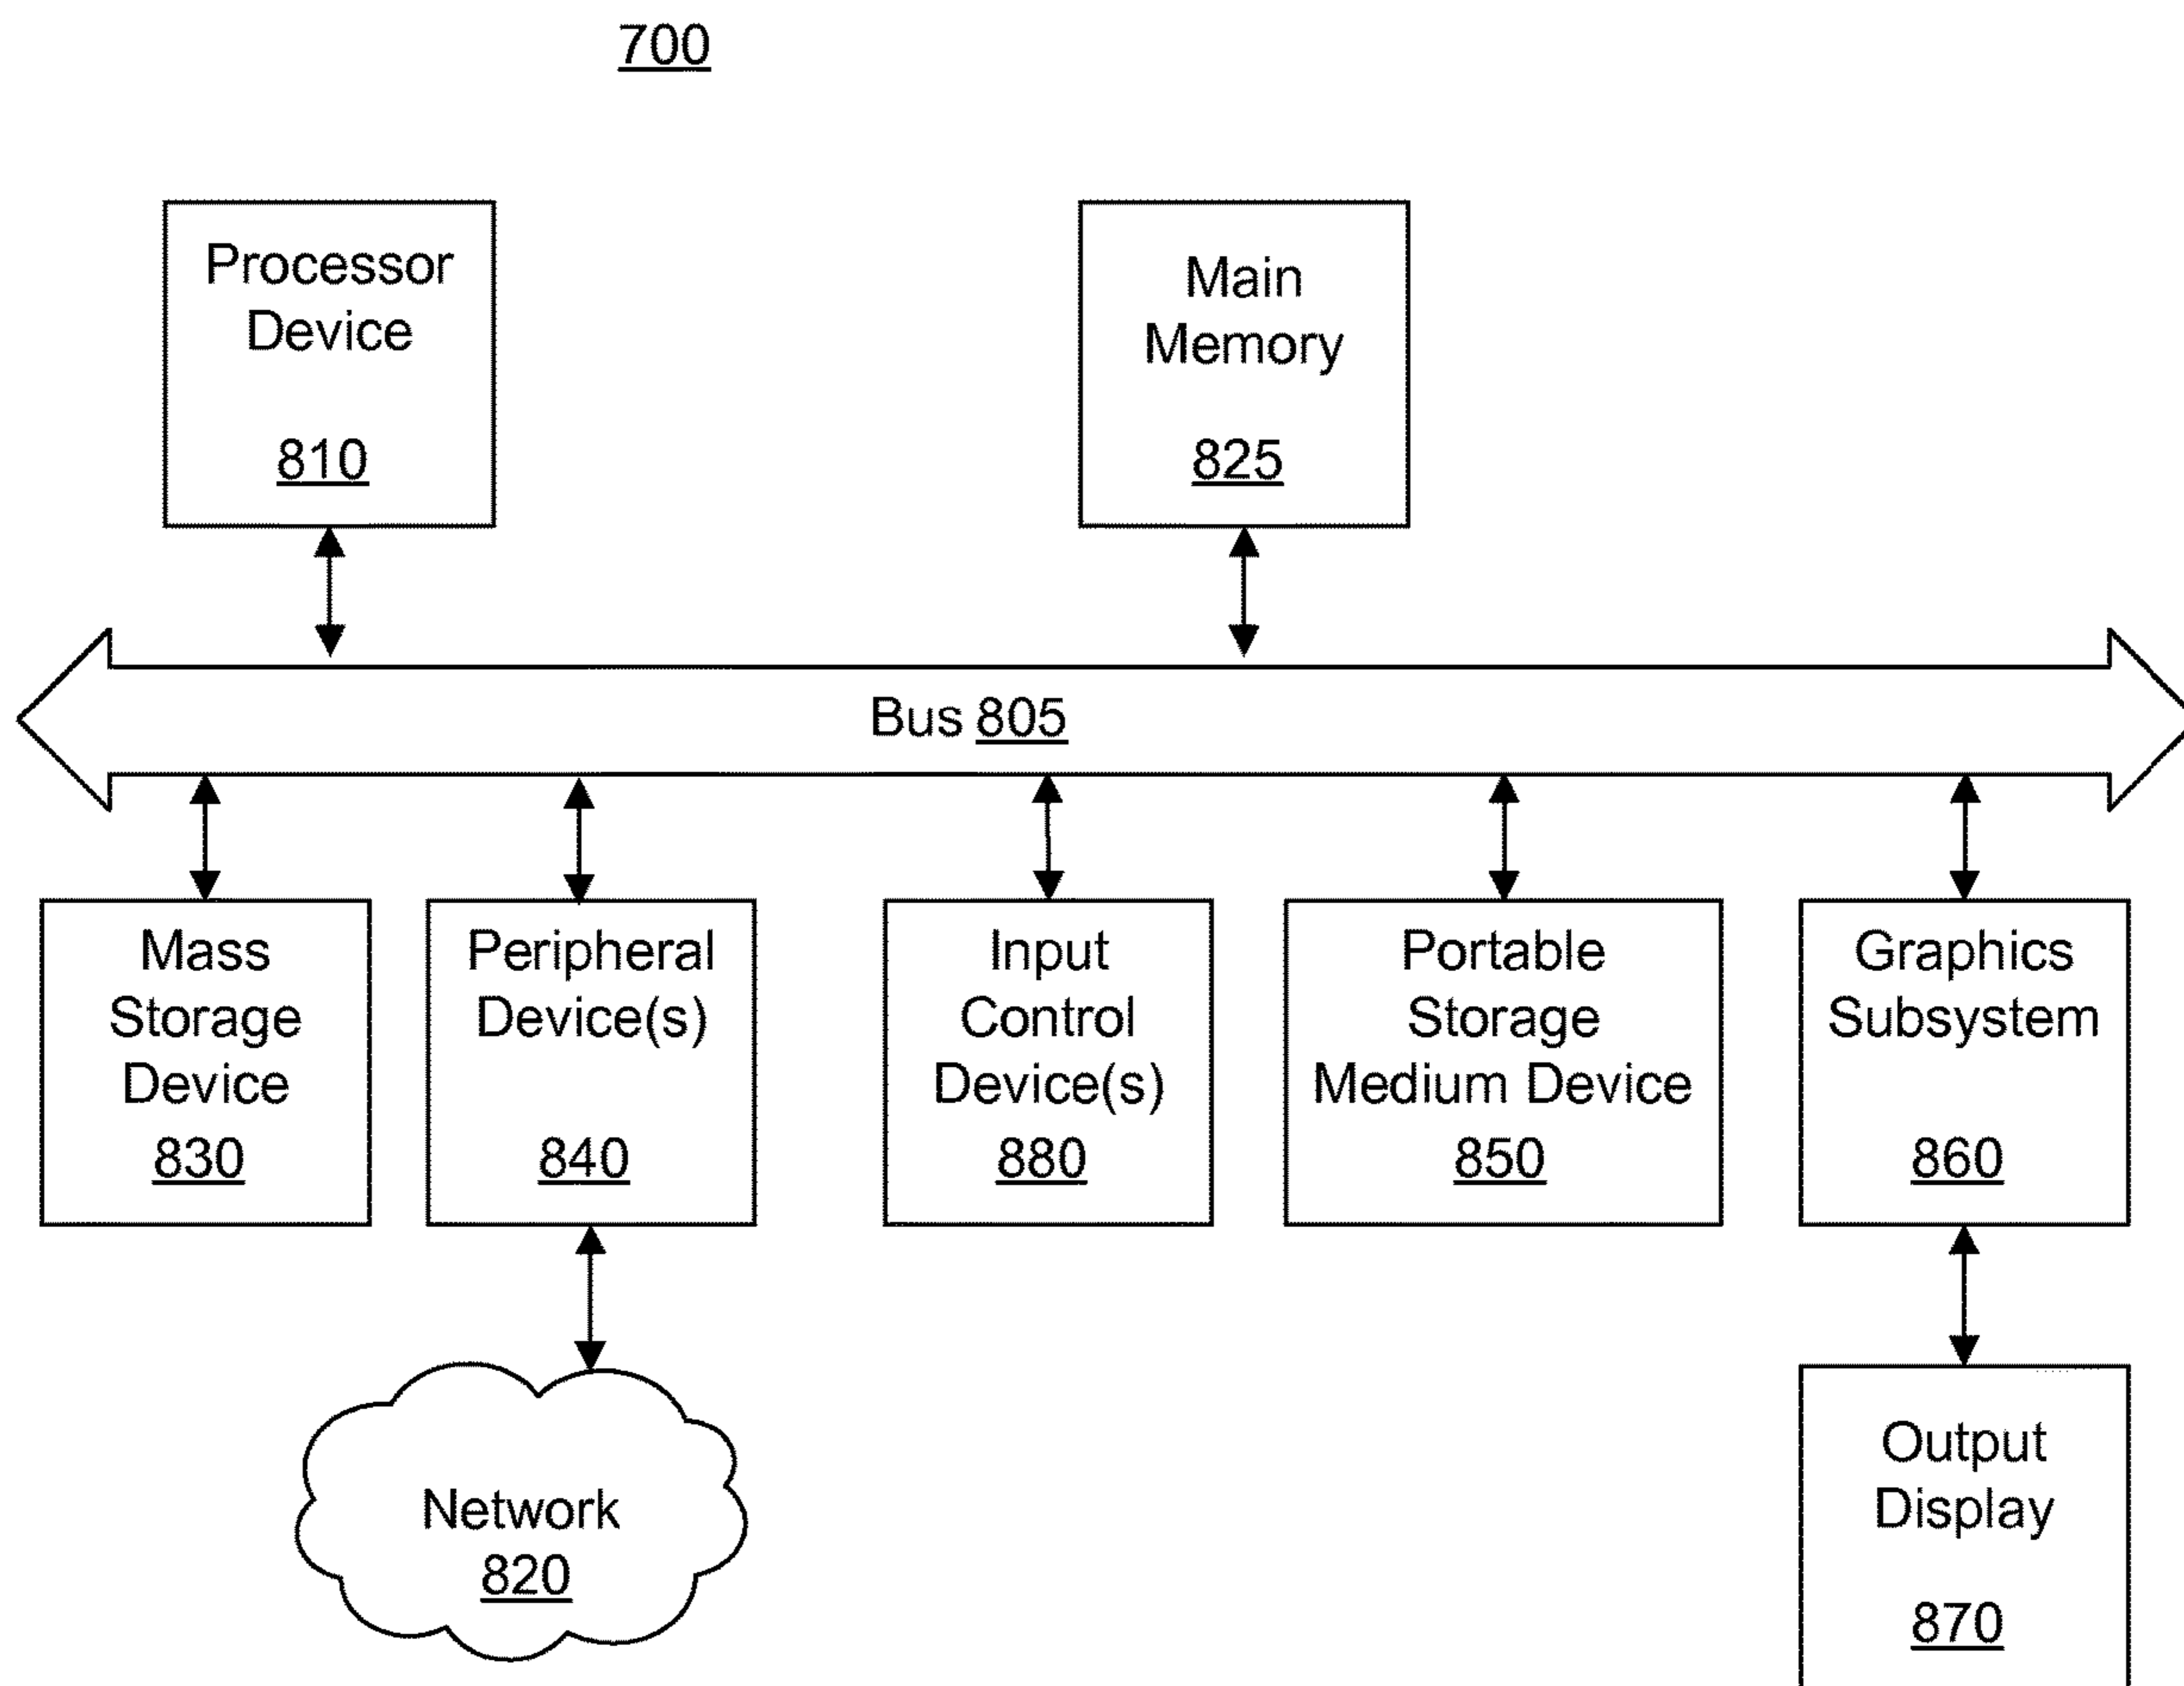 700
Processor
Device
810
Main
Memory
825
Bus 805
Mass
Storage
Device
830
Peripheral
Device(s)
840
Input
Control
Device(s)
880
Portable
Storage
Medium Device
850
Graphics
Subsystem
860
Network
820
Output
Display
870